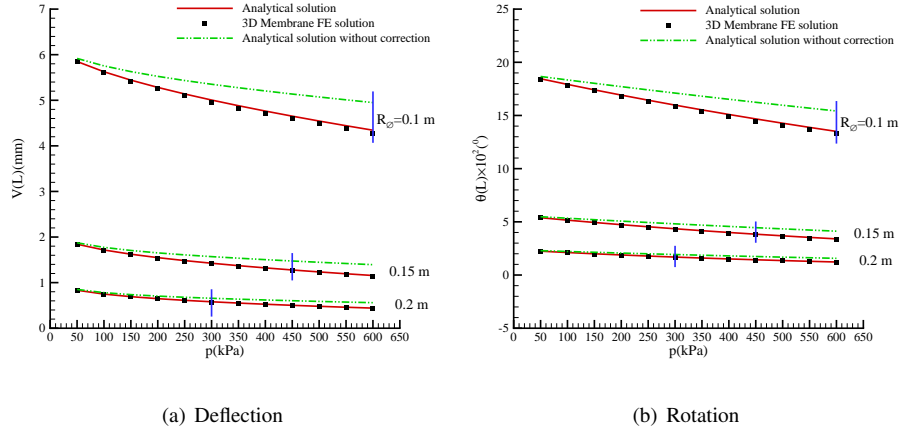 Analytical solution
3D Membrane FE solution
Analytical solution without correction
7
6
5
4
3
2
1
0
V(L)(mm)
R∅=0.1 m
0.15 m
0.2 m
0 50 100 150 200 250 300 350 400 450 500 550 600 650
p(kPa)
(a) Deflection
Analytical solution
3D Membrane FE solution
Analytical solution without correction
25
20
15
10
5
0
-5
θ(L)×10²(⁰)
R∅=0.1 m
0.15 m
0.2 m
0 50 100 150 200 250 300 350 400 450 500 550 600 650
p(kPa)
(b) Rotation